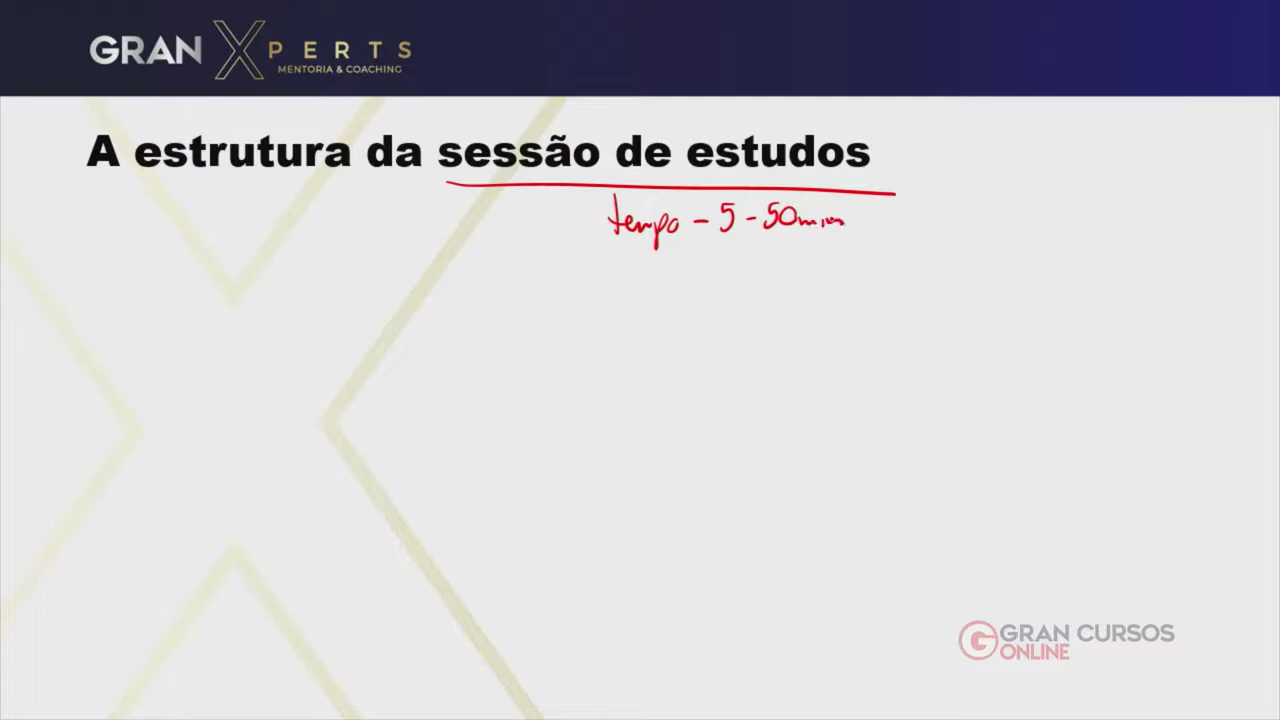 GRAN XPERTS
MENTORIA & COACHING
A estrutura da sessão de estudos
tempo - 5 - 50min
GRAN CURSOS
ONLINE